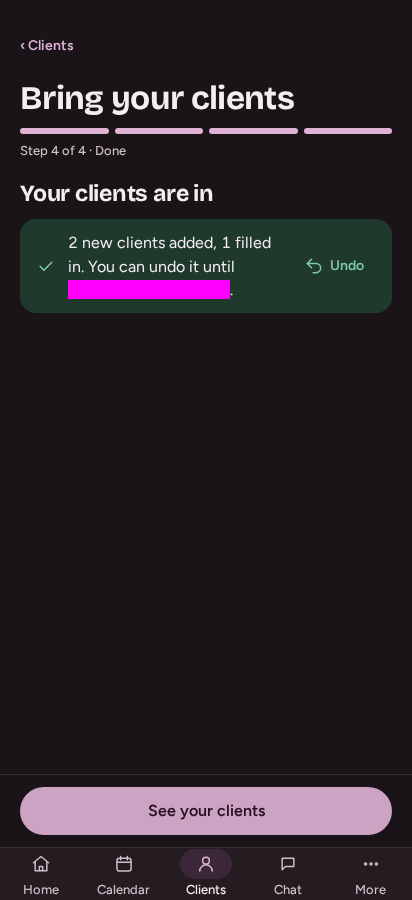 ‹ Clients
Bring your clients
Step 4 of 4 · Done
Your clients are in
2 new clients added, 1 filled
in. You can undo it until
.
Undo
See your clients
Home
Calendar
Clients
Chat
More